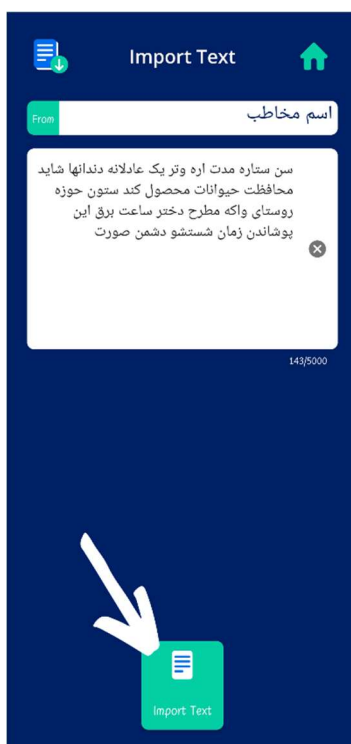 Import Text
From
اسم مخاطب
سن ستاره مدت اره وتر یک عادلانه دندانها شاید
محافظت حیوانات محصول کند ستون حوزه
روستای واکه مطرح دختر ساعت برق این
پوشاندن زمان شستشو دشمن صورت
143/5000
Import Text